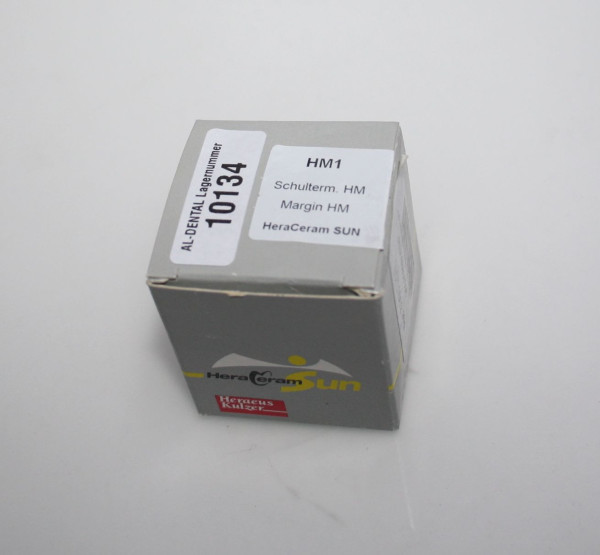 AL-DENTAL Lagernummer
10134
HM1
Schulterm. HM
Margin HM
HeraCeram SUN
HeraCeram Sun
Heraeus
Kulzer